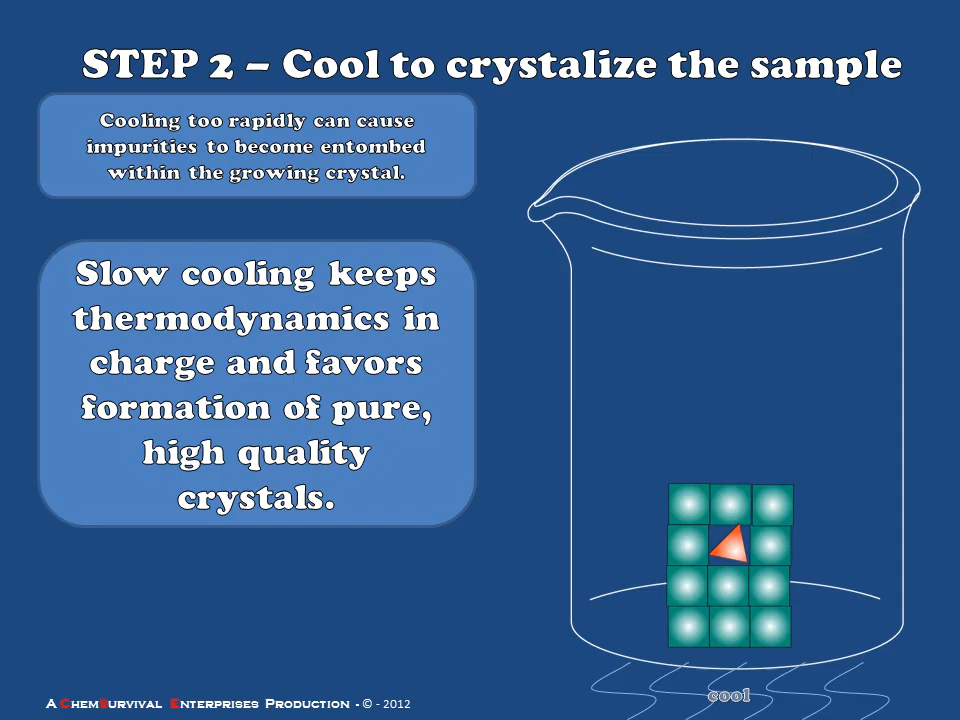 STEP 2 – Cool to crystalize the sample
Cooling too rapidly can cause
impurities to become entombed
within the growing crystal.
Slow cooling keeps
thermodynamics in
charge and favors
formation of pure,
high quality
crystals.
cool
A ChemSurvival Enterprises Production - © - 2012